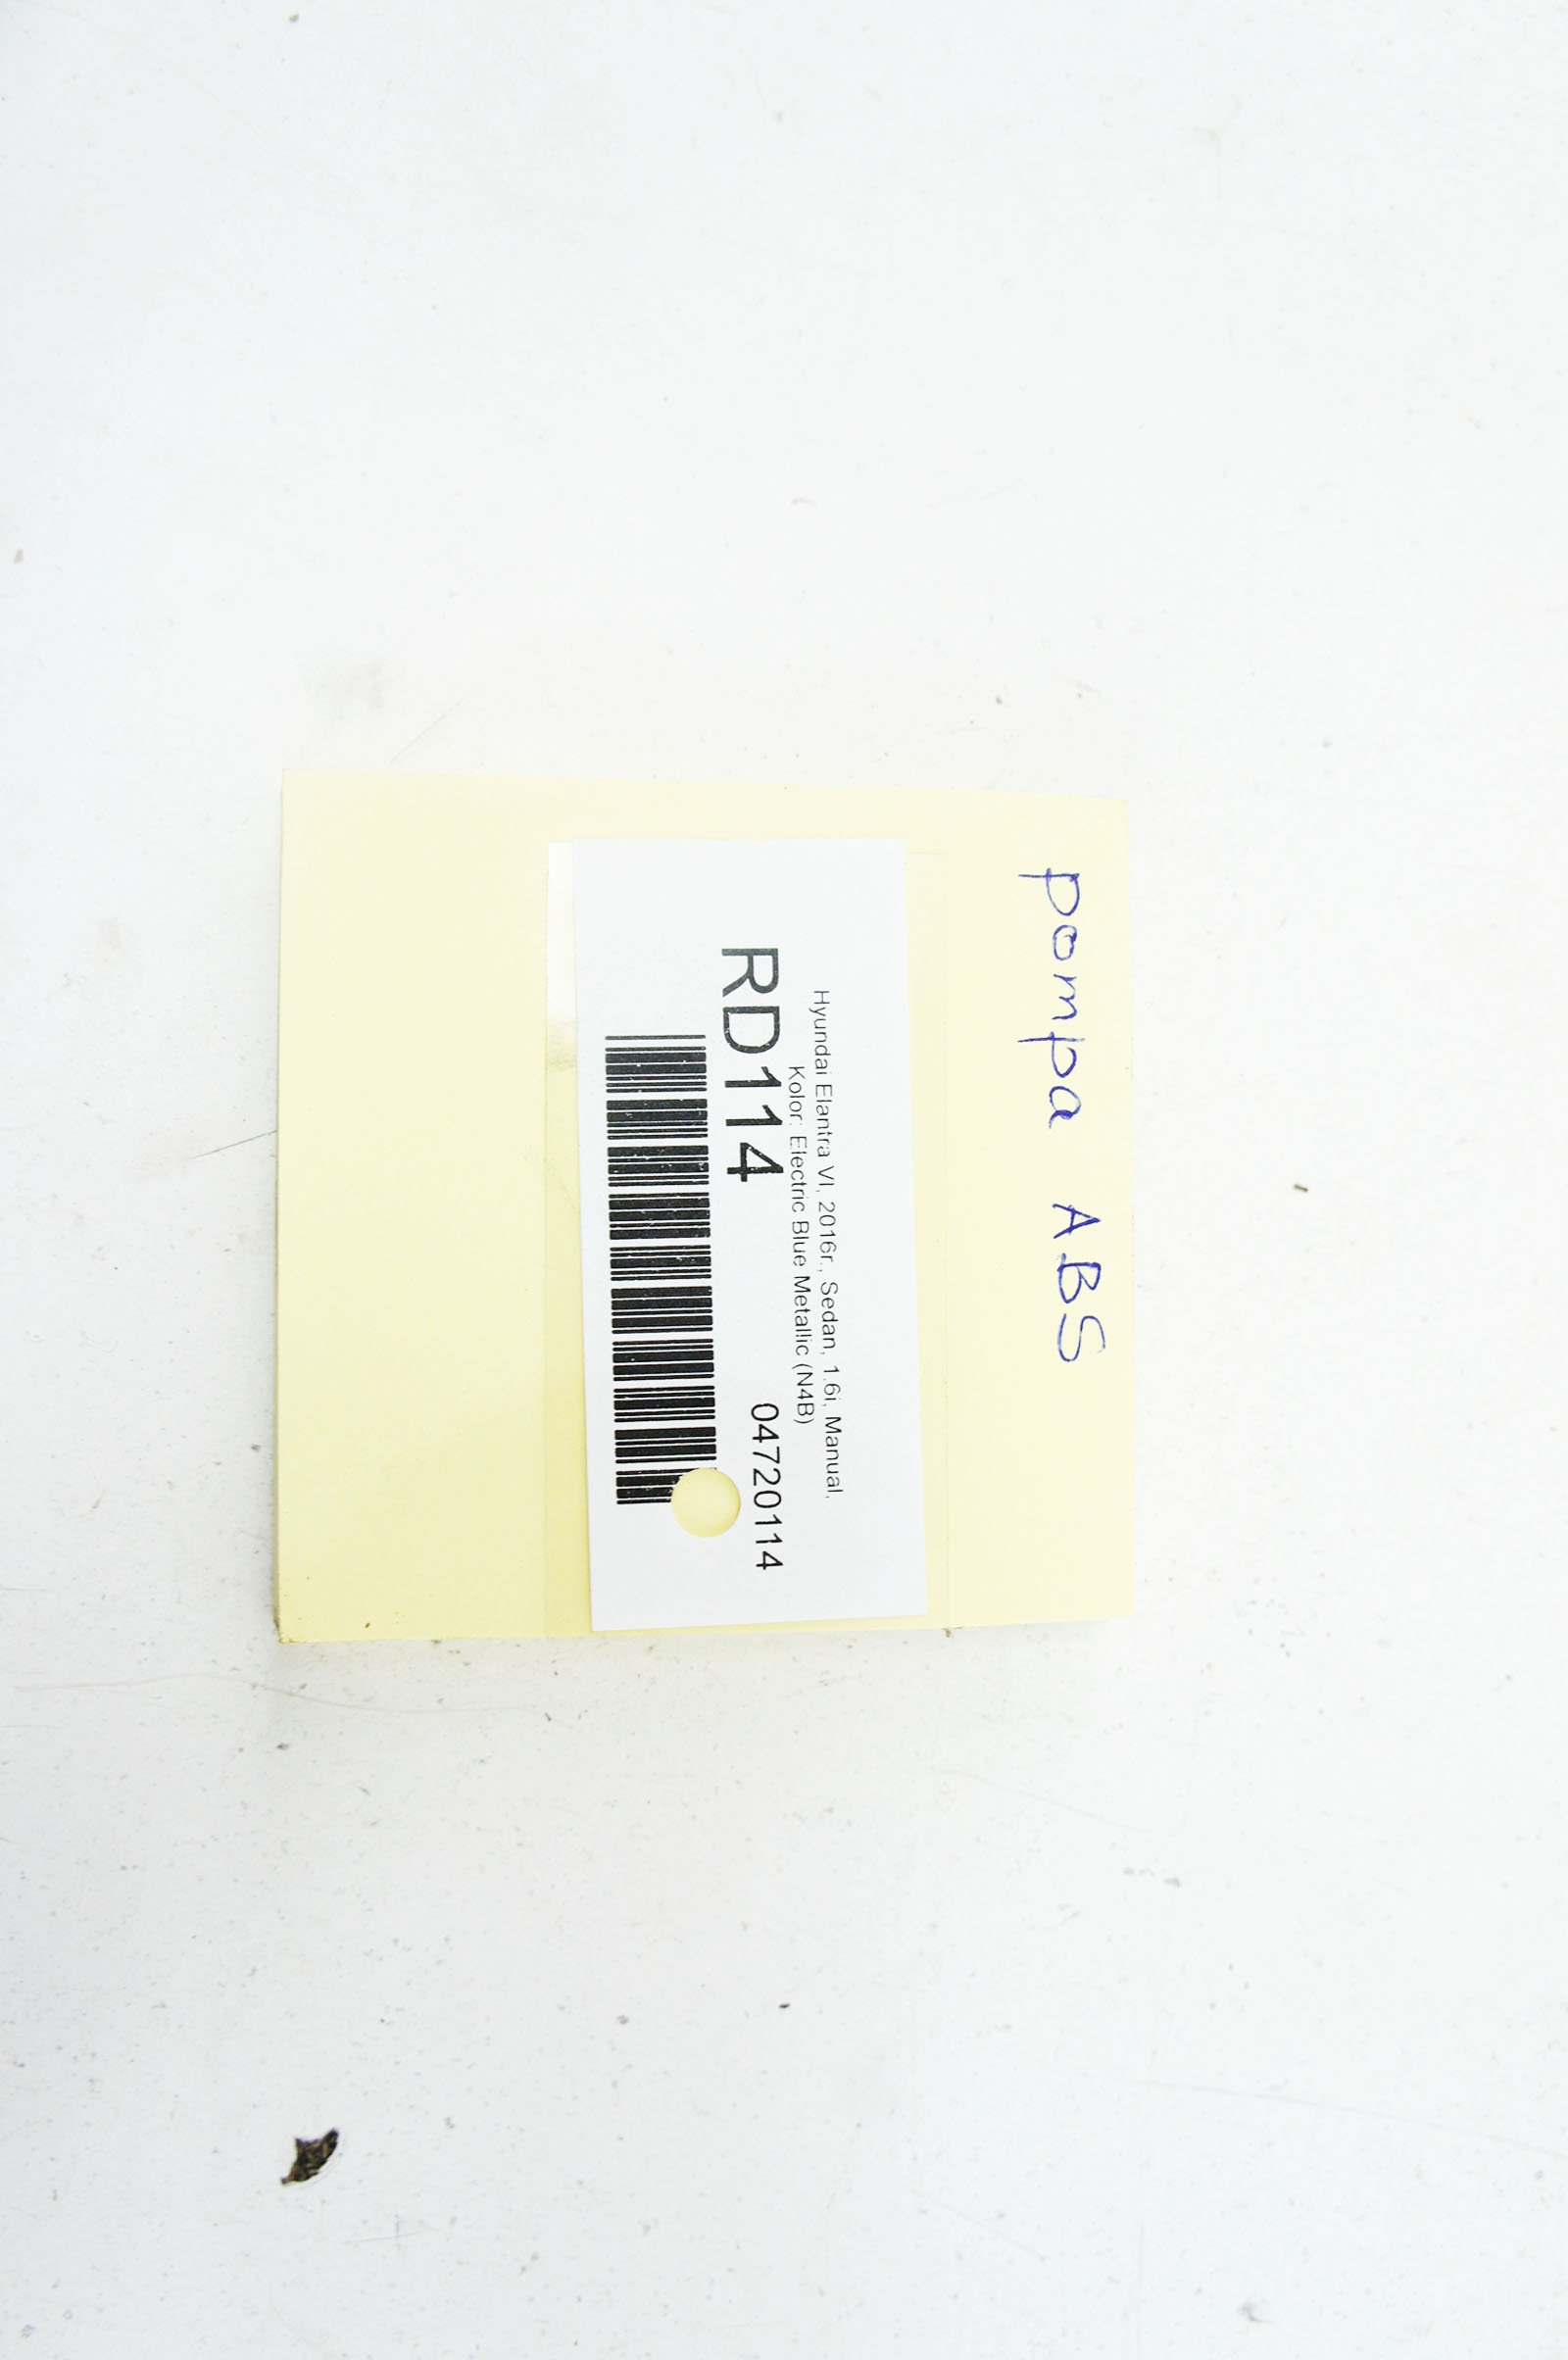 pompa ABS
Hyundai Elantra VI, 2016r., Sedan, 1.6i, Manual,
Kolor: Electric Blue Metallic (N4B)
RD114 04720114